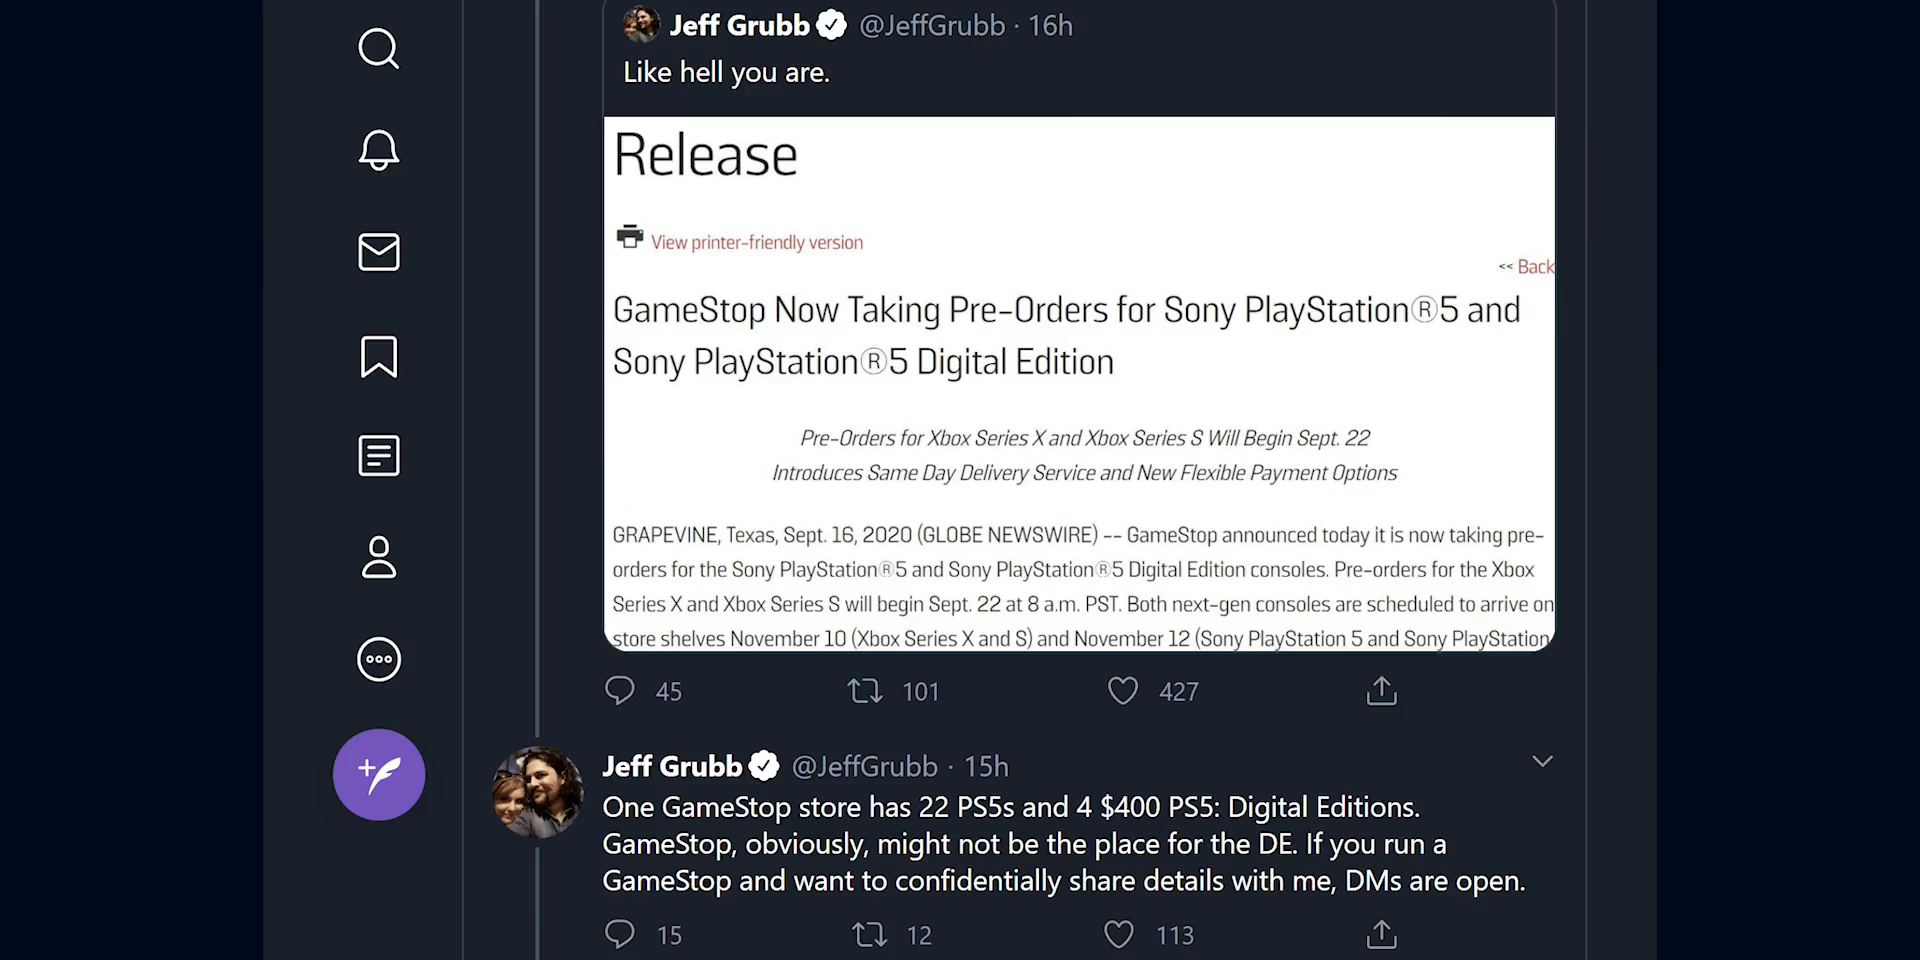 Jeff Grubb @JeffGrubb · 16h
Like hell you are.
Release
View printer-friendly version
<< Back
GameStop Now Taking Pre-Orders for Sony PlayStation®5 and
Sony PlayStation®5 Digital Edition
Pre-Orders for Xbox Series X and Xbox Series S Will Begin Sept. 22
Introduces Same Day Delivery Service and New Flexible Payment Options
GRAPEVINE, Texas, Sept. 16, 2020 (GLOBE NEWSWIRE) -- GameStop announced today it is now taking pre-
orders for the Sony PlayStation®5 and Sony PlayStation®5 Digital Edition consoles. Pre-orders for the Xbox
Series X and Xbox Series S will begin Sept. 22 at 8 a.m. PST. Both next-gen consoles are scheduled to arrive on
store shelves November 10 (Xbox Series X and S) and November 12 (Sony PlayStation 5 and Sony PlayStation
45 101 427
Jeff Grubb @JeffGrubb · 15h
One GameStop store has 22 PS5s and 4 $400 PS5: Digital Editions.
GameStop, obviously, might not be the place for the DE. If you run a
GameStop and want to confidentially share details with me, DMs are open.
15 12 113